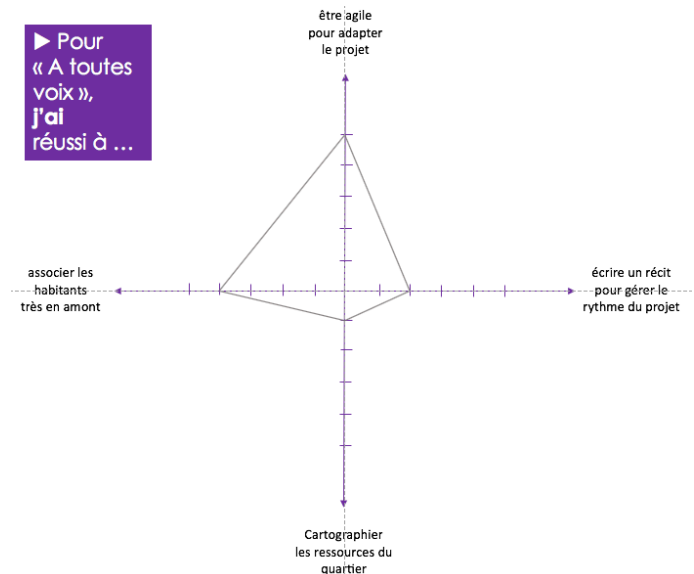 être agile
pour adapter
le projet
► Pour
« A toutes
voix »,
j'ai
réussi à ...
associer les
habitants
très en amont
écrire un récit
pour gérer le
rythme du projet
Cartographier
les ressources du
quartier